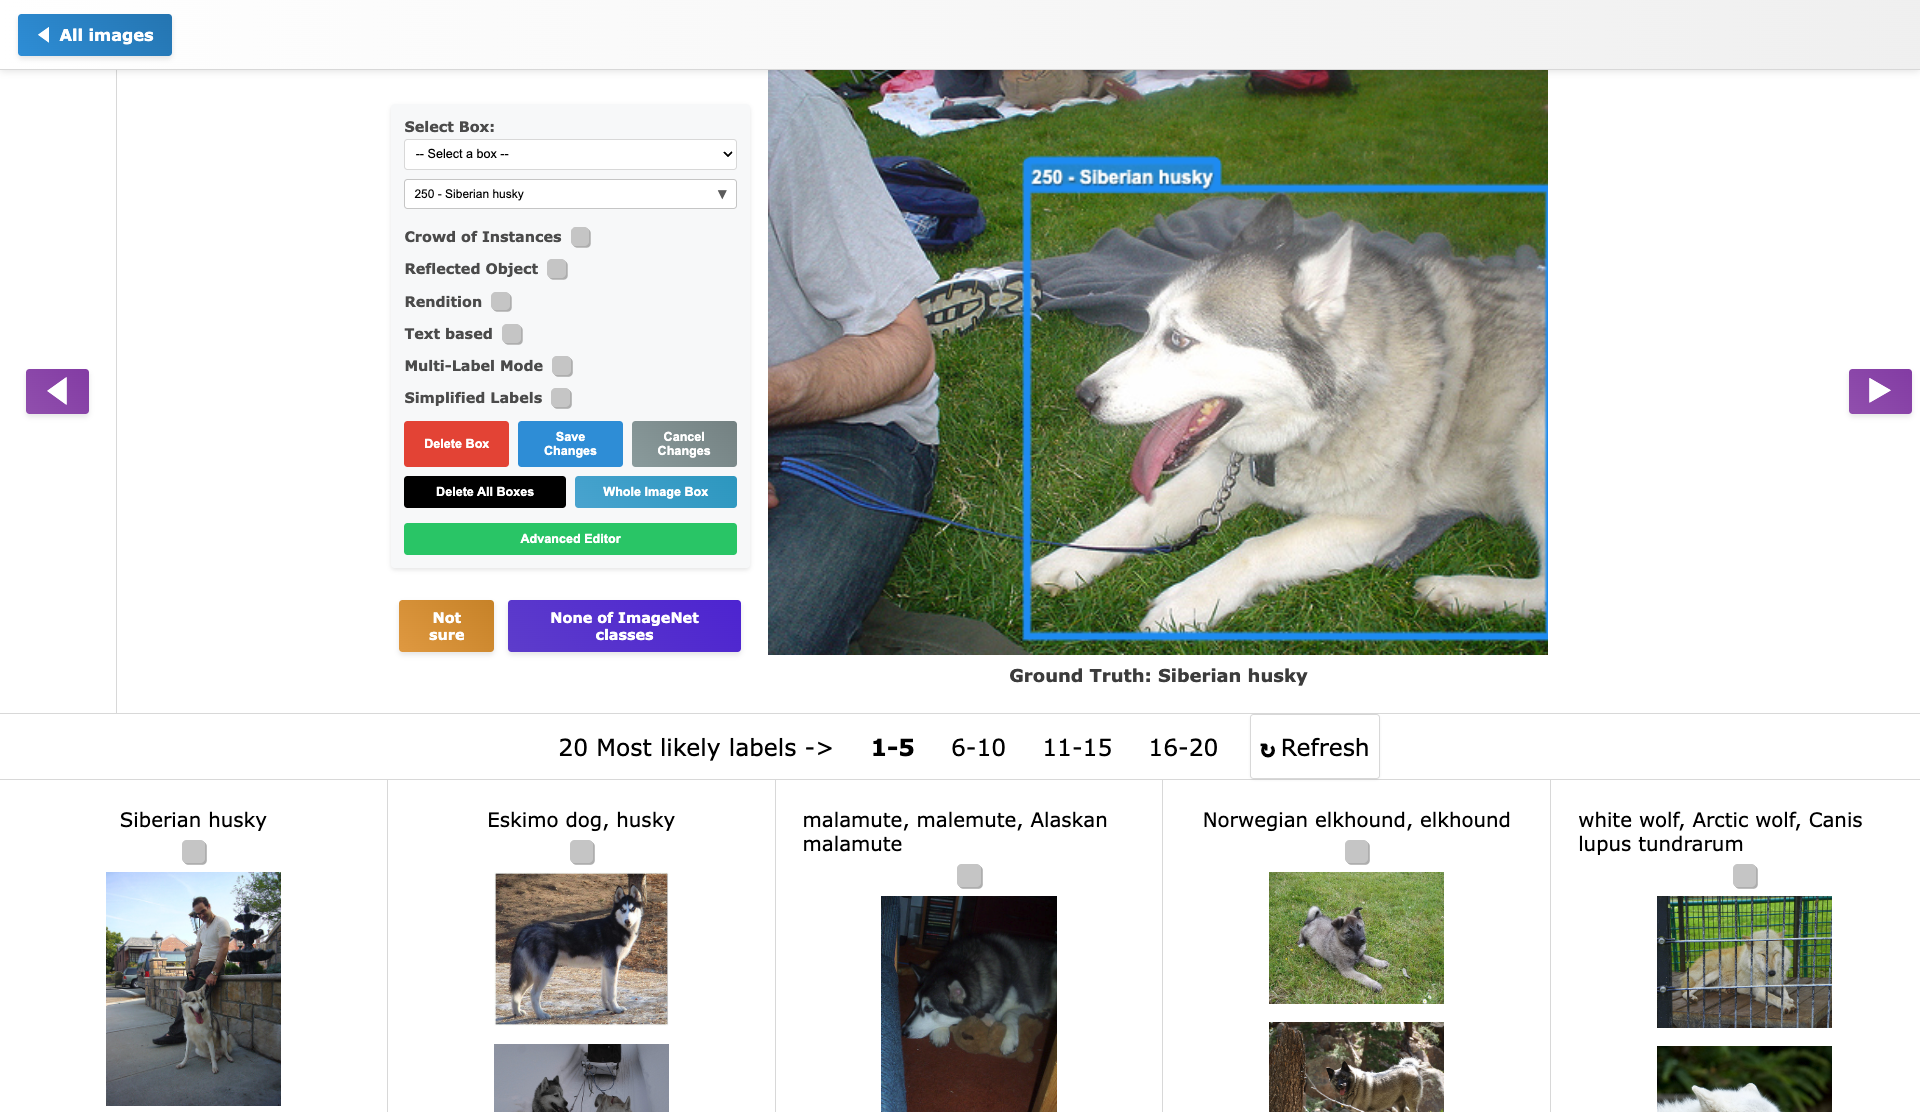 All images
Select Box:
-- Select a box --
250 - Siberian husky
Crowd of Instances
Reflected Object
Rendition
Text based
Multi-Label Mode
Simplified Labels
Delete Box
Save
Changes
Cancel
Changes
Delete All Boxes
Whole Image Box
Advanced Editor
Not
sure
None of ImageNet
classes
250 - Siberian husky
Ground Truth: Siberian husky
20 Most likely labels ->
1-5
6-10
11-15
16-20
↻ Refresh
Siberian husky
Eskimo dog, husky
malamute, malemute, Alaskan
malamute
Norwegian elkhound, elkhound
white wolf, Arctic wolf, Canis
lupus tundrarum